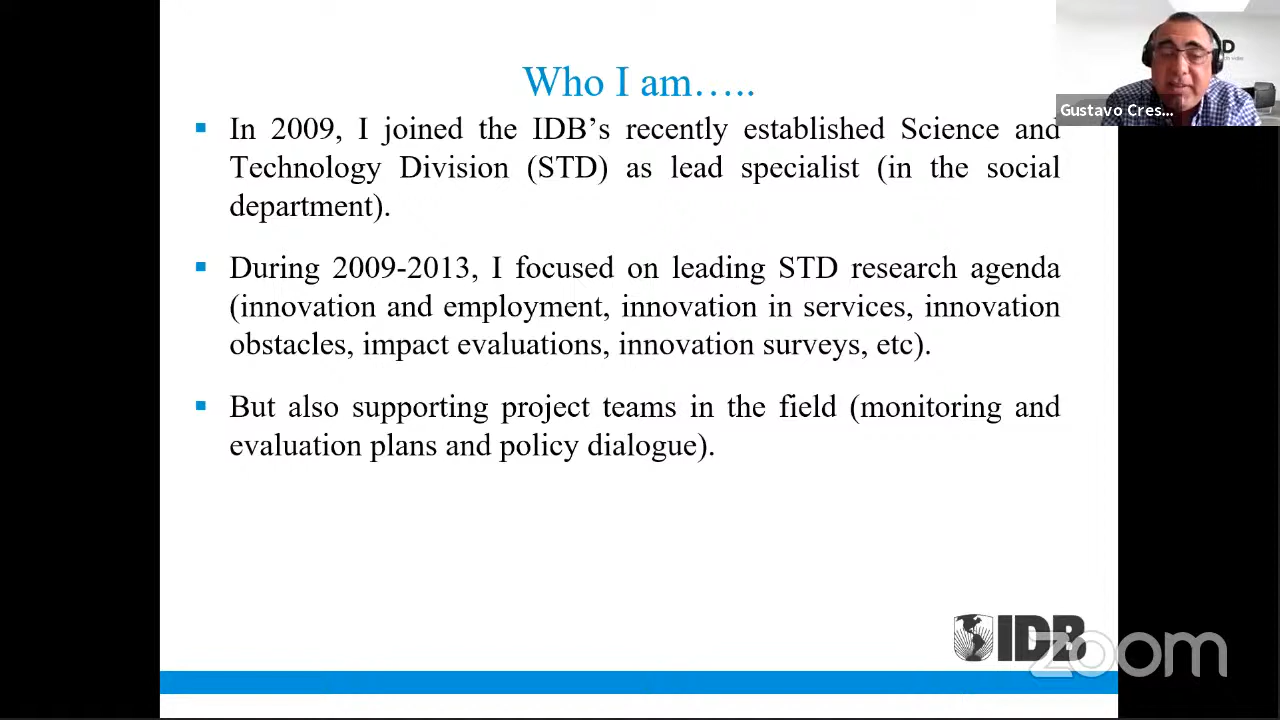 Who I am…..
▪ In 2009, I joined the IDB’s recently established Science and
Technology Division (STD) as lead specialist (in the social
department).
▪ During 2009-2013, I focused on leading STD research agenda
(innovation and employment, innovation in services, innovation
obstacles, impact evaluations, innovation surveys, etc).
▪ But also supporting project teams in the field (monitoring and
evaluation plans and policy dialogue).
Gustavo Cres...
IDB
zoom